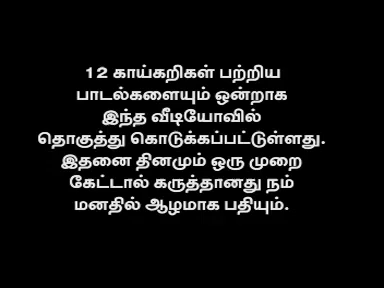 12 காய்கறிகள் பற்றிய
பாடல்களையும் ஒன்றாக
இந்த வீடியோவில்
தொகுத்து கொடுக்கப்பட்டுள்ளது.
இதனை தினமும் ஒரு முறை
கேட்டால் கருத்தானது நம்
மனதில் ஆழமாக பதியும்.